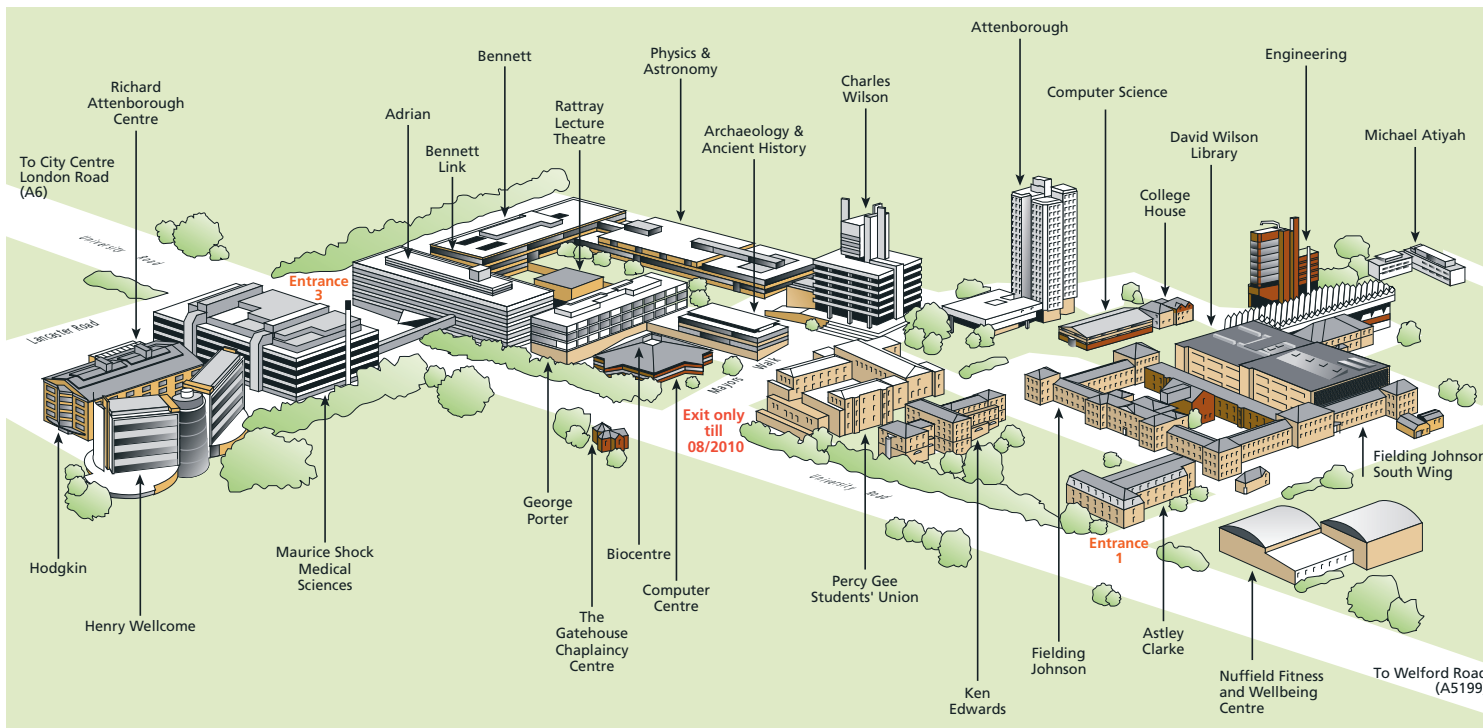 Attenborough
Engineering
Bennett
Physics &
Astronomy
Charles
Wilson
Richard
Attenborough
Centre
Computer Science
Rattray
Lecture
Theatre
Adrian
Archaeology &
Ancient History
David Wilson
Library
Michael Atiyah
Bennett
Link
To City Centre
London Road
(A6)
College
House
University Road
Entrance
3
Lancaster Road
Mayors Walk
Exit only
till
08/2010
Fielding Johnson
South Wing
University Road
George
Porter
Entrance
1
Hodgkin
Maurice Shock
Medical
Sciences
Biocentre
Computer
Centre
Percy Gee
Students' Union
Henry Wellcome
The
Gatehouse
Chaplaincy
Centre
Fielding
Johnson
Astley
Clarke
Ken
Edwards
Nuffield Fitness
and Wellbeing
Centre
To Welford Road
(A5199